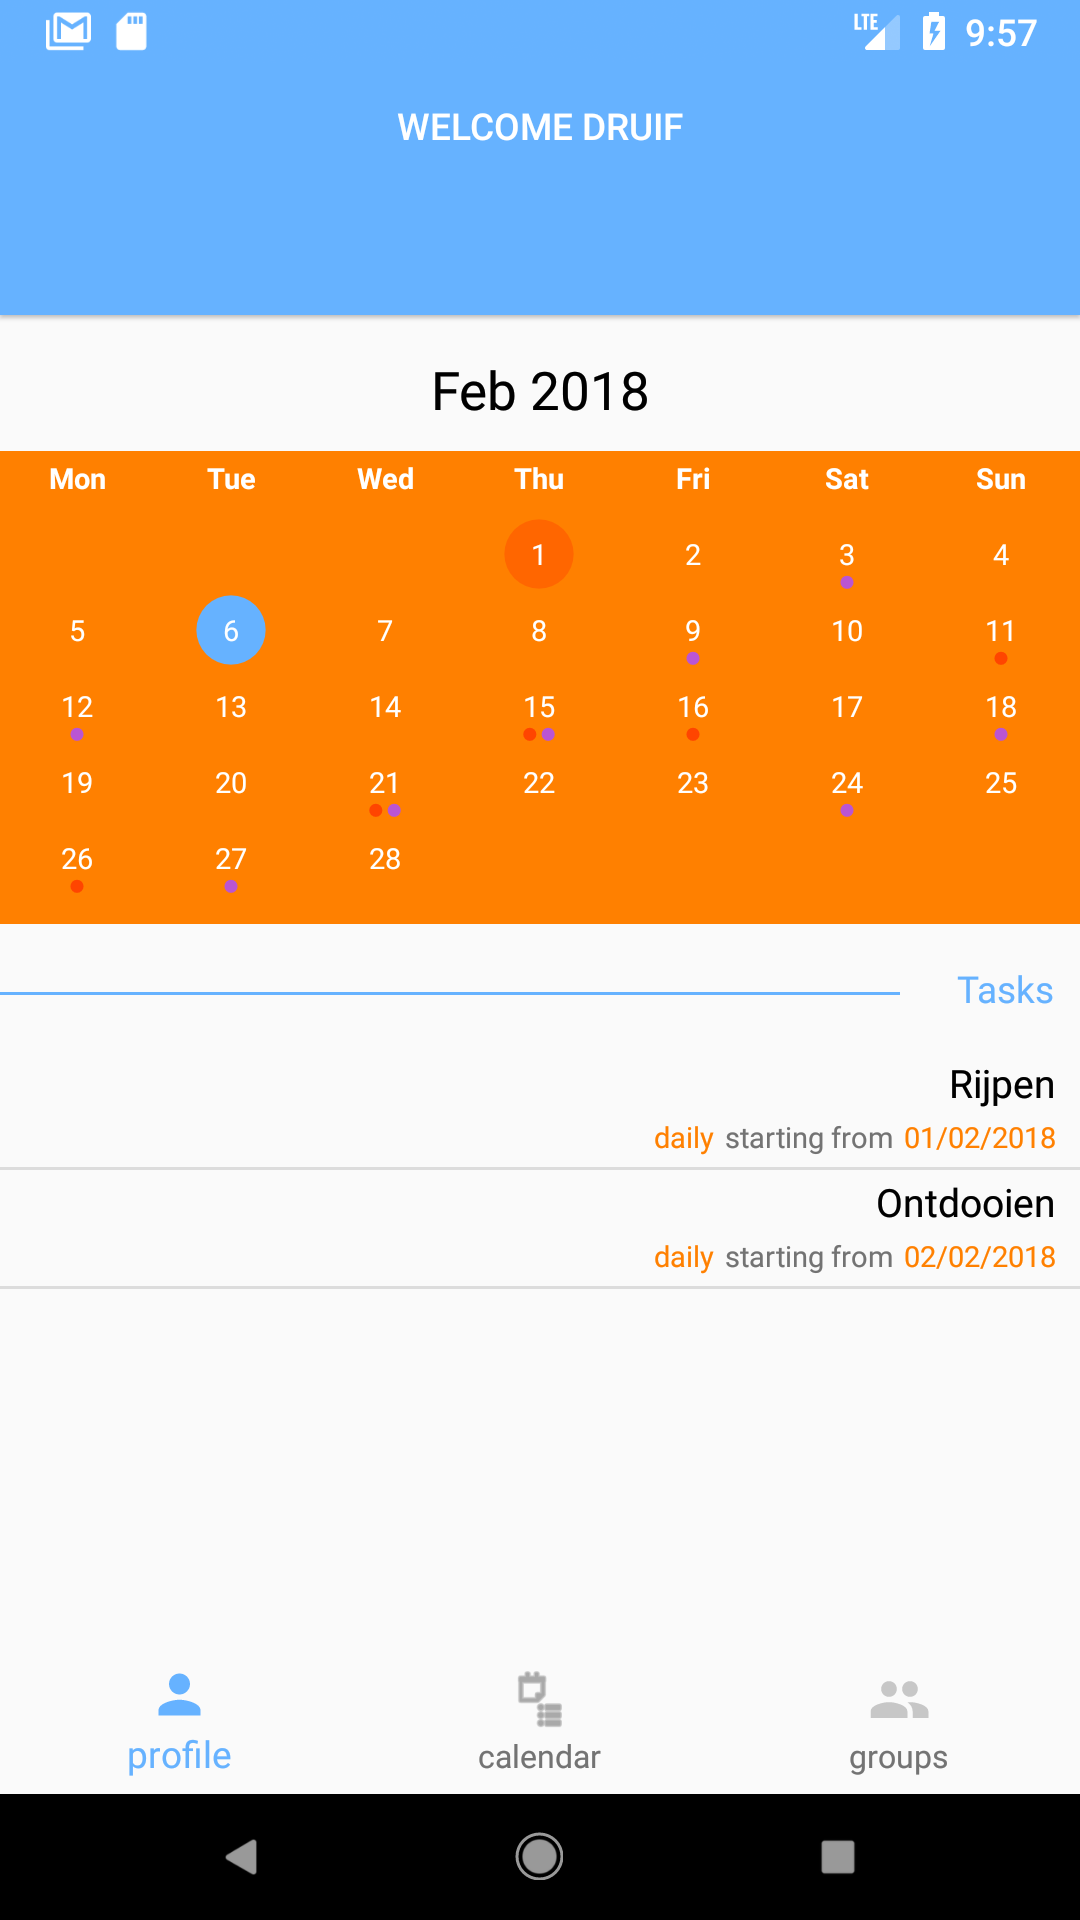 LTE 9:57
WELCOME DRUIF
Feb 2018
Mon Tue Wed Thu Fri Sat Sun
1 2 3 4
5 6 7 8 9 10 11
12 13 14 15 16 17 18
19 20 21 22 23 24 25
26 27 28
Tasks
Rijpen
daily starting from 01/02/2018
Ontdooien
daily starting from 02/02/2018
profile calendar groups